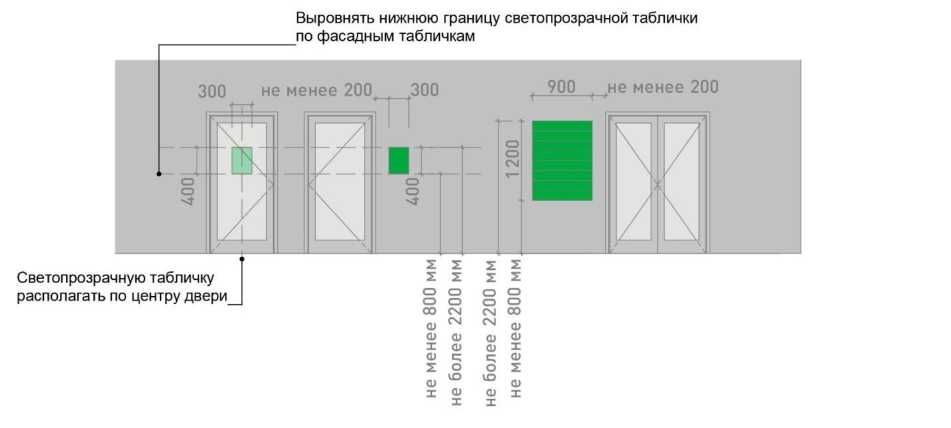 Выровнять нижнюю границу светопрозрачной таблички
по фасадным табличкам
300
не менее 200
300
900
не менее 200
400
400
1200
Светопрозрачную табличку
располагать по центру двери
не менее 800 мм
не более 2200 мм
не более 2200 мм
не менее 800 мм